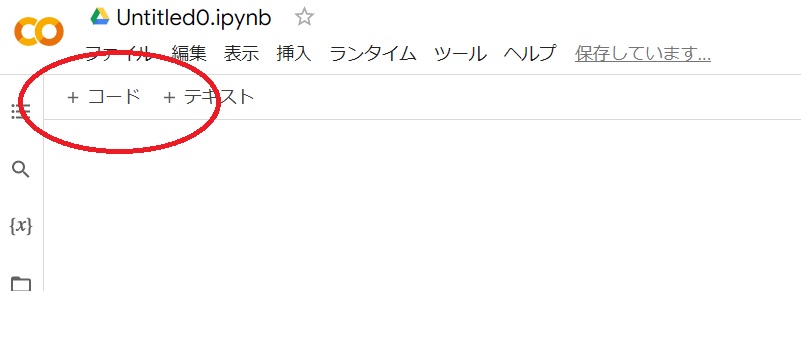 Untitled0.ipynb
ファイル 編集 表示 挿入 ランタイム ツール ヘルプ 保存しています...
+ コード + テキスト
{x}